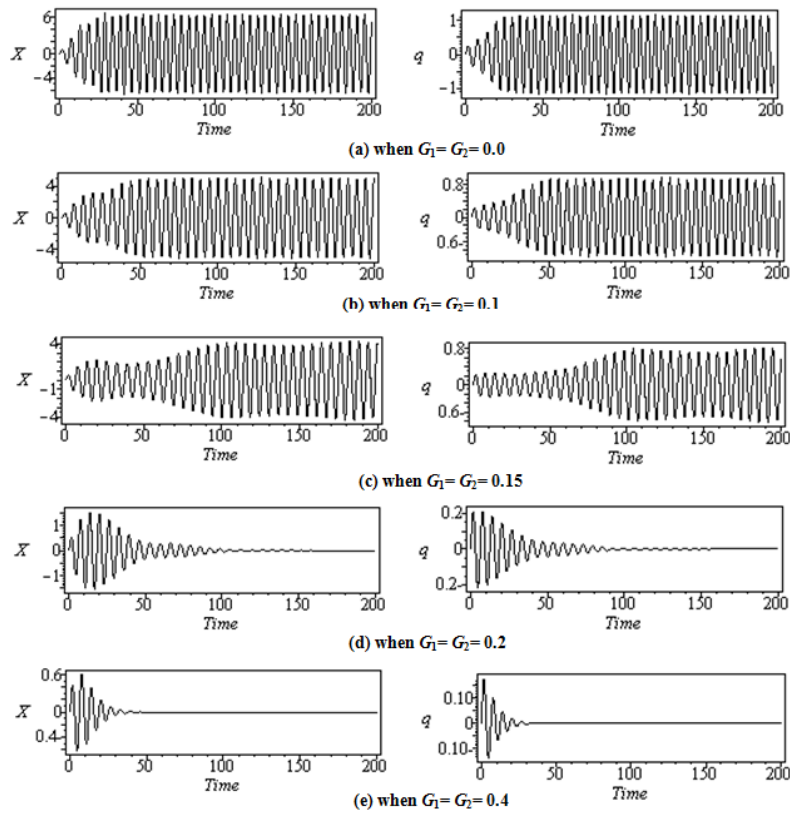 6
X 0
-4
0 50 100 150 200
Time
1
q 0
-1
0 50 100 150 200
Time
(a) when G1= G2= 0.0
4
X 0
-4
0 50 100 150 200
Time
0.8
q 0
0.6-
0 50 100 150 200
Time
(b) when G1= G2= 0.1
4
X -1
-4
0 50 100 150 200
Time
0.8
q 0
0.6-
0 50 100 150 200
Time
(c) when G1= G2= 0.15
1
X 0
-1
0 50 100 150 200
Time
0.2
q 0
0.2
0 50 100 150 200
Time
(d) when G1= G2= 0.2
0.6
X 0
0.4
0 50 100 150 200
Time
0.10
q 0
0.10
0 50 100 150 200
Time
(e) when G1= G2= 0.4